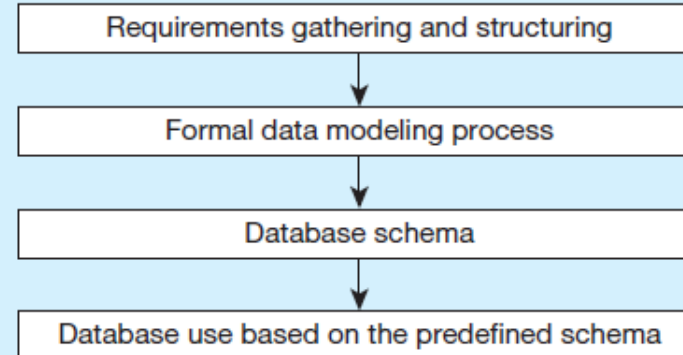 Requirements gathering and structuring
Formal data modeling process
Database schema
Database use based on the predefined schema